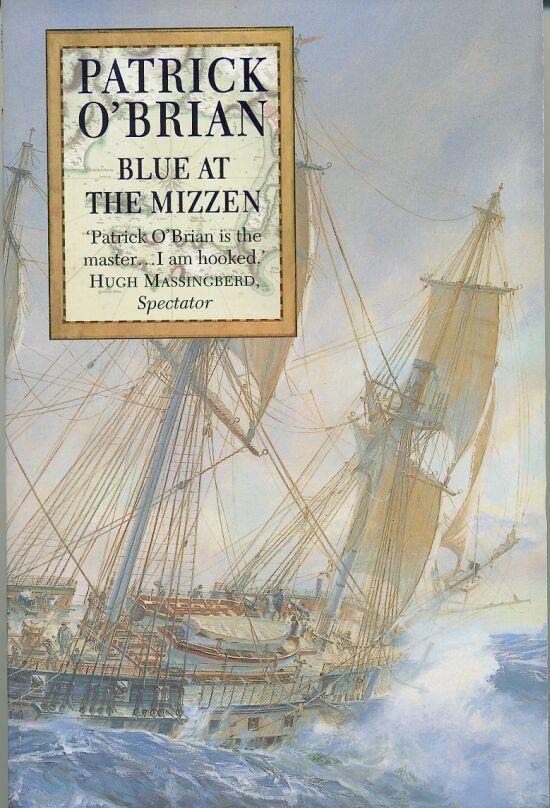 PATRICK
O'BRIAN
BLUE AT
THE MIZZEN
‘Patrick O’Brian is the
master...I am hooked.’
HUGH MASSINGBERD,
Spectator